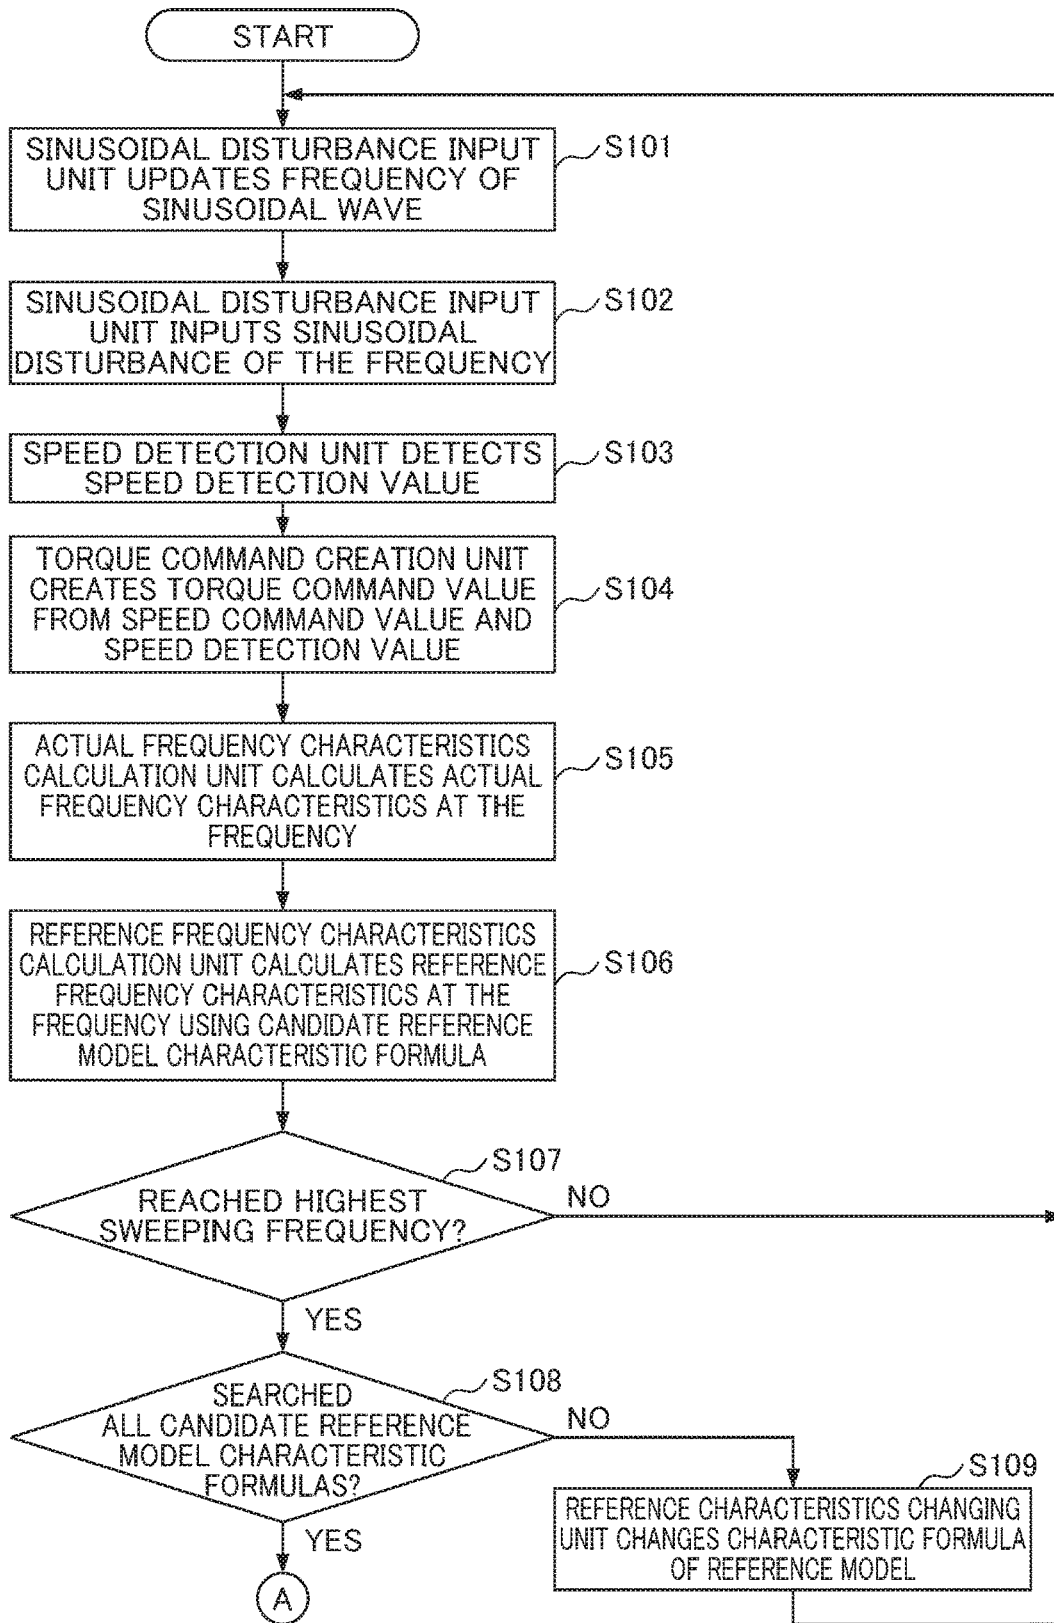 START
SINUSOIDAL DISTURBANCE INPUT
UNIT UPDATES FREQUENCY OF
SINUSOIDAL WAVE
S101
SINUSOIDAL DISTURBANCE INPUT
UNIT INPUTS SINUSOIDAL
DISTURBANCE OF THE FREQUENCY
S102
SPEED DETECTION UNIT DETECTS
SPEED DETECTION VALUE
S103
TORQUE COMMAND CREATION UNIT
CREATES TORQUE COMMAND VALUE
FROM SPEED COMMAND VALUE AND
SPEED DETECTION VALUE
S104
ACTUAL FREQUENCY CHARACTERISTICS
CALCULATION UNIT CALCULATES ACTUAL
FREQUENCY CHARACTERISTICS AT THE
FREQUENCY
S105
REFERENCE FREQUENCY CHARACTERISTICS
CALCULATION UNIT CALCULATES REFERENCE
FREQUENCY CHARACTERISTICS AT THE
FREQUENCY USING CANDIDATE REFERENCE
MODEL CHARACTERISTIC FORMULA
S106
REACHED HIGHEST
SWEEPING FREQUENCY?
S107
NO
YES
SEARCHED
ALL CANDIDATE REFERENCE
MODEL CHARACTERISTIC
FORMULAS?
S108
NO
YES
REFERENCE CHARACTERISTICS CHANGING
UNIT CHANGES CHARACTERISTIC FORMULA
OF REFERENCE MODEL
S109
A